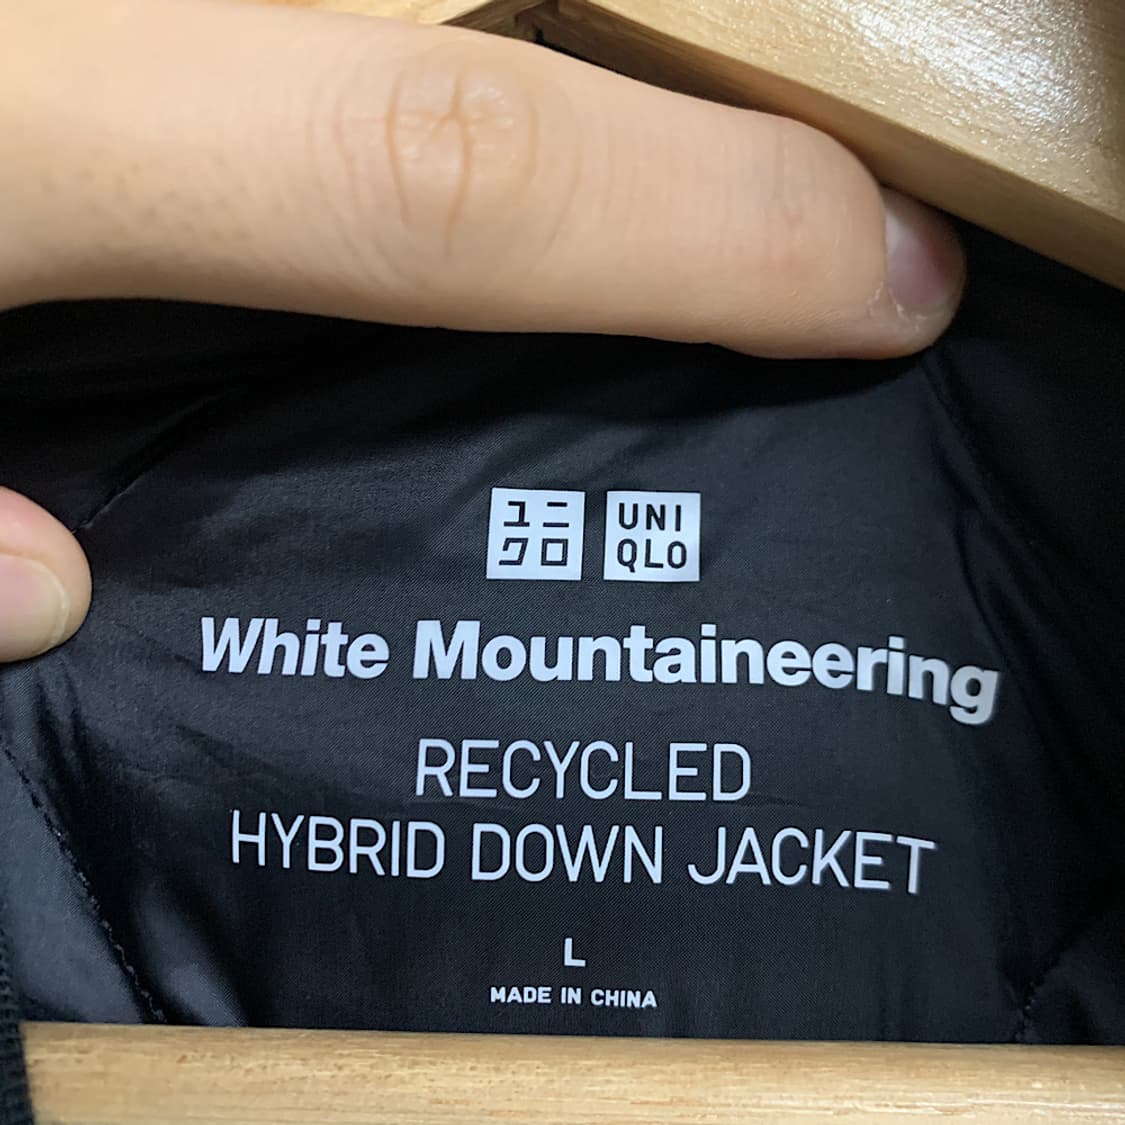 ユニ UNI
クロ QLO
White Mountaineering
RECYCLED
HYBRID DOWN JACKET
L
MADE IN CHINA